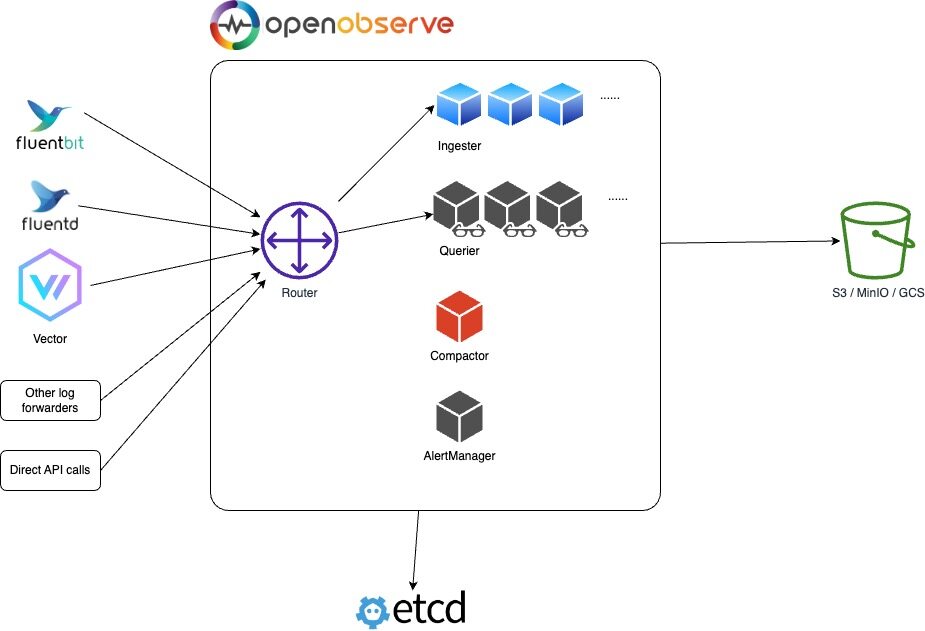 openobserve
fluentbit
fluentd
Vector
Other log
forwarders
Direct API calls
Router
......
Ingester
......
Querier
Compactor
AlertManager
S3 / MinIO / GCS
etcd